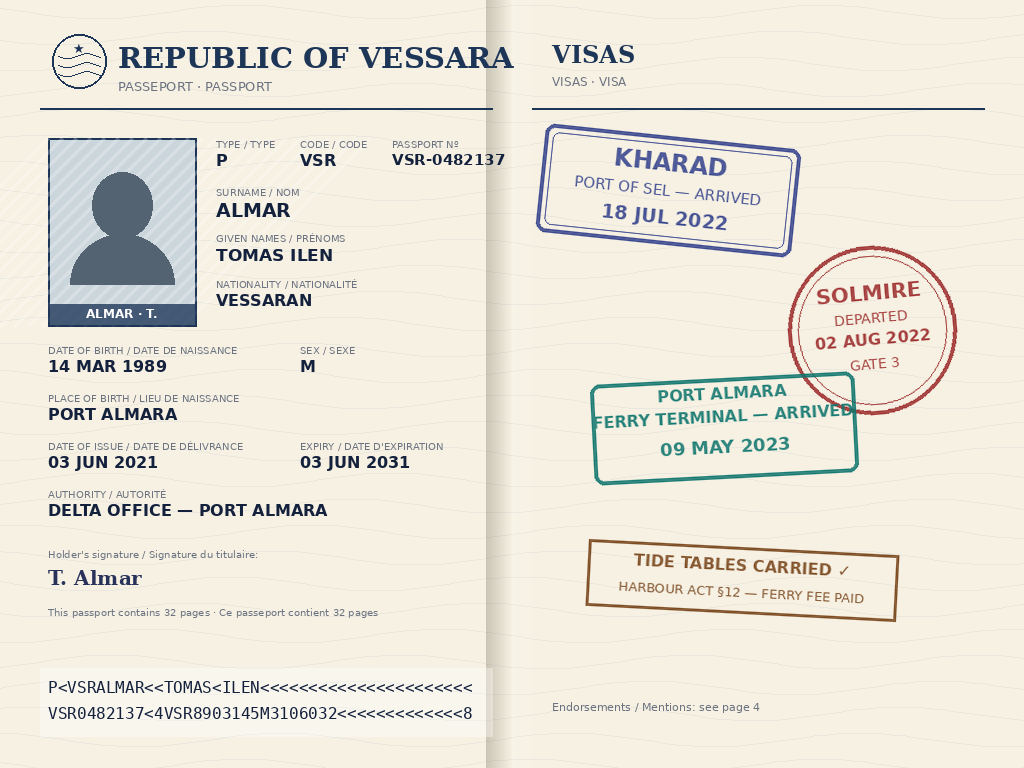 REPUBLIC OF VESSARA
PASSEPORT · PASSPORT
TYPE / TYPE CODE / CODE PASSPORT Nº
P VSR VSR-0482137
SURNAME / NOM
ALMAR
GIVEN NAMES / PRÉNOMS
TOMAS ILEN
NATIONALITY / NATIONALITÉ
VESSARAN
ALMAR · T.
DATE OF BIRTH / DATE DE NAISSANCE SEX / SEXE
14 MAR 1989 M
PLACE OF BIRTH / LIEU DE NAISSANCE
PORT ALMARA
DATE OF ISSUE / DATE DE DÉLIVRANCE EXPIRY / DATE D'EXPIRATION
03 JUN 2021 03 JUN 2031
AUTHORITY / AUTORITÉ
DELTA OFFICE — PORT ALMARA
Holder's signature / Signature du titulaire:
T. Almar
This passport contains 32 pages · Ce passeport contient 32 pages
P<VSRALMAR<<TOMAS<ILEN<<<<<<<<<<<<<<<<<<<<<<
VSR0482137<4VSR8903145M3106032<<<<<<<<<<<<<8
VISAS
VISAS · VISA
KHARAD
PORT OF SEL — ARRIVED
18 JUL 2022
SOLMIRE
DEPARTED
02 AUG 2022
GATE 3
PORT ALMARA
FERRY TERMINAL — ARRIVED
09 MAY 2023
TIDE TABLES CARRIED ✓
HARBOUR ACT §12 — FERRY FEE PAID
Endorsements / Mentions: see page 4